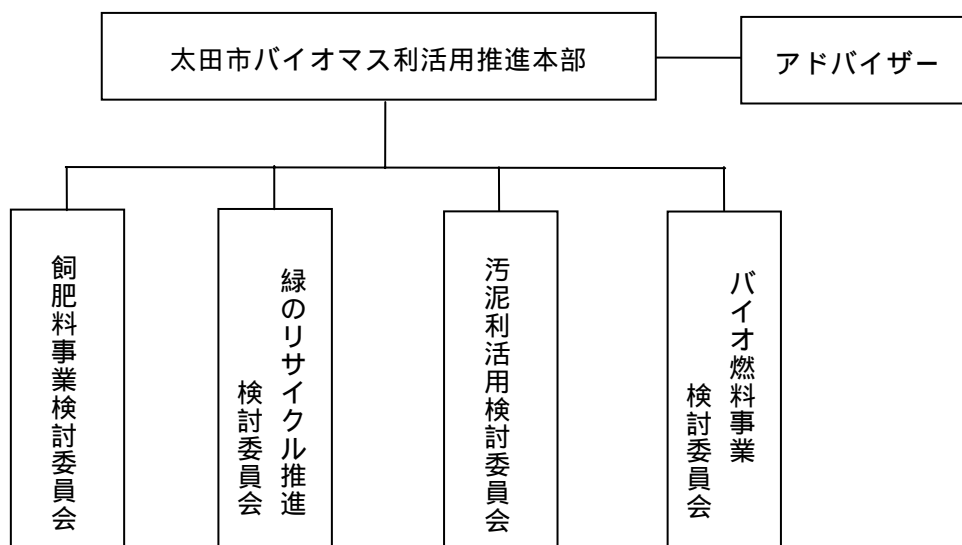 太田市バイオマス利活用推進本部
アドバイザー
飼肥料事業検討委員会
緑のリサイクル推進
検討委員会
汚泥利活用検討委員会
バイオ燃料事業
検討委員会